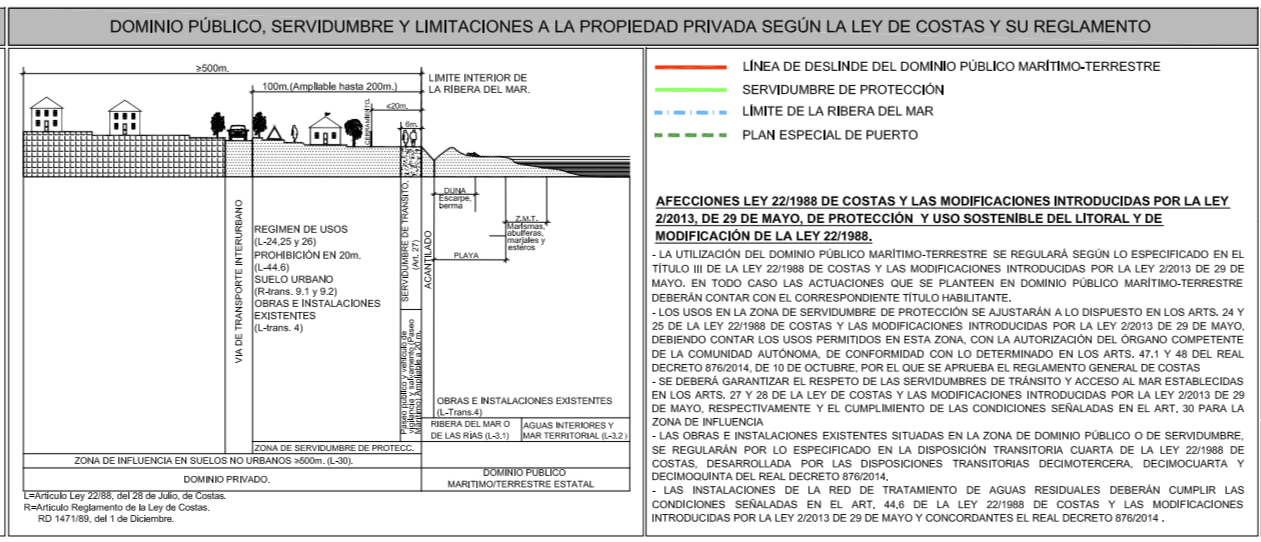 DOMINIO PÚBLICO, SERVIDUMBRE Y LIMITACIONES A LA PROPIEDAD PRIVADA SEGÚN LA LEY DE COSTAS Y SU REGLAMENTO
≥500m.
100m.(Ampliable hasta 200m.)
LIMITE INTERIOR DE
LA RIBERA DEL MAR.
<20m.
CERRAMIENTO.
6m.
VIA DE TRANSPORTE INTERURBANO
REGIMEN DE USOS
(L-24,25 y 26)
PROHIBICIÓN EN 20m.
(L-44.6)
SUELO URBANO
(R-trans. 9.1 y 9.2)
OBRAS E INSTALACIONES
EXISTENTES
(L-trans. 4)
SERVIDUMBRE DE TRANSITO,
(Art. 27)
Paseo público y vehículo de
vigilancia y salvamento (Paseo
Marítimo) Ampliable a 20 m.
ACANTILADO
DUNA
Escarpe,
berma
Z.M.T.
Marismas,
abulferas,
marjales y
esteros
PLAYA
OBRAS E INSTALACIONES EXISTENTES
(L-Trans.4)
RIBERA DEL MAR O
DE LAS RÍAS (L-3.1)
AGUAS INTERIORES Y
MAR TERRITORIAL (L-3.2 )
ZONA DE SERVIDUMBRE DE PROTECC.
ZONA DE INFLUENCIA EN SUELOS NO URBANOS ≥500m. (L-30).
DOMINIO PRIVADO.
DOMINIO PUBLICO
MARITIMO/TERRESTRE ESTATAL
L=Articulo Ley 22/88, del 28 de Julio, de Costas.
R=Articulo Reglamento de la Ley de Costas.
RD 1471/89, del 1 de Diciembre.
LÍNEA DE DESLINDE DEL DOMINIO PÚBLICO MARÍTIMO-TERRESTRE
SERVIDUMBRE DE PROTECCIÓN
LÍMITE DE LA RIBERA DEL MAR
PLAN ESPECIAL DE PUERTO
AFECCIONES LEY 22/1988 DE COSTAS Y LAS MODIFICACIONES INTRODUCIDAS POR LA LEY
2/2013, DE 29 DE MAYO, DE PROTECCIÓN Y USO SOSTENIBLE DEL LITORAL Y DE
MODIFICACIÓN DE LA LEY 22/1988.
- LA UTILIZACIÓN DEL DOMINIO PÚBLICO MARÍTIMO-TERRESTRE SE REGULARÁ SEGÚN LO ESPECIFICADO EN EL
TÍTULO III DE LA LEY 22/1988 DE COSTAS Y LAS MODIFICACIONES INTRODUCIDAS POR LA LEY 2/2013 DE 29 DE
MAYO. EN TODO CASO LAS ACTUACIONES QUE SE PLANTEEN EN DOMINIO PÚBLICO MARÍTIMO-TERRESTRE
DEBERÁN CONTAR CON EL CORRESPONDIENTE TÍTULO HABILITANTE.
- LOS USOS EN LA ZONA DE SERVIDUMBRE DE PROTECCIÓN SE AJUSTARÁN A LO DISPUESTO EN LOS ARTS. 24 Y
25 DE LA LEY 22/1988 DE COSTAS Y LAS MODIFICACIONES INTRODUCIDAS POR LA LEY 2/2013 DE 29 DE MAYO,
DEBIENDO CONTAR LOS USOS PERMITIDOS EN ESTA ZONA, CON LA AUTORIZACIÓN DEL ÓRGANO COMPETENTE
DE LA COMUNIDAD AUTÓNOMA, DE CONFORMIDAD CON LO DETERMINADO EN LOS ARTS. 47.1 Y 48 DEL REAL
DECRETO 876/2014, DE 10 DE OCTUBRE, POR EL QUE SE APRUEBA EL REGLAMENTO GENERAL DE COSTAS
- SE DEBERÁ GARANTIZAR EL RESPETO DE LAS SERVIDUMBRES DE TRÁNSITO Y ACCESO AL MAR ESTABLECIDAS
EN LOS ARTS. 27 Y 28 DE LA LEY DE COSTAS Y LAS MODIFICACIONES INTRODUCIDAS POR LA LEY 2/2013 DE 29
DE MAYO, RESPECTIVAMENTE Y EL CUMPLIMIENTO DE LAS CONDICIONES SEÑALADAS EN EL ART. 30 PARA LA
ZONA DE INFLUENCIA
- LAS OBRAS E INSTALACIONES EXISTENTES SITUADAS EN LA ZONA DE DOMINIO PÚBLICO O DE SERVIDUMBRE,
SE REGULARÁN POR LO ESPECIFICADO EN LA DISPOSICIÓN TRANSITORIA CUARTA DE LA LEY 22/1988 DE
COSTAS, DESARROLLADA POR LAS DISPOSICIONES TRANSITORIAS DECIMOTERCERA, DECIMOCUARTA Y
DECIMOQUINTA DEL REAL DECRETO 876/2014.
- LAS INSTALACIONES DE LA RED DE TRATAMIENTO DE AGUAS RESIDUALES DEBERÁN CUMPLIR LAS
CONDICIONES SEÑALADAS EN EL ART. 44,6 DE LA LEY 22/1988 DE COSTAS Y LAS MODIFICACIONES
INTRODUCIDAS POR LA LEY 2/2013 DE 29 DE MAYO Y CONCORDANTES EL REAL DECRETO 876/2014 .